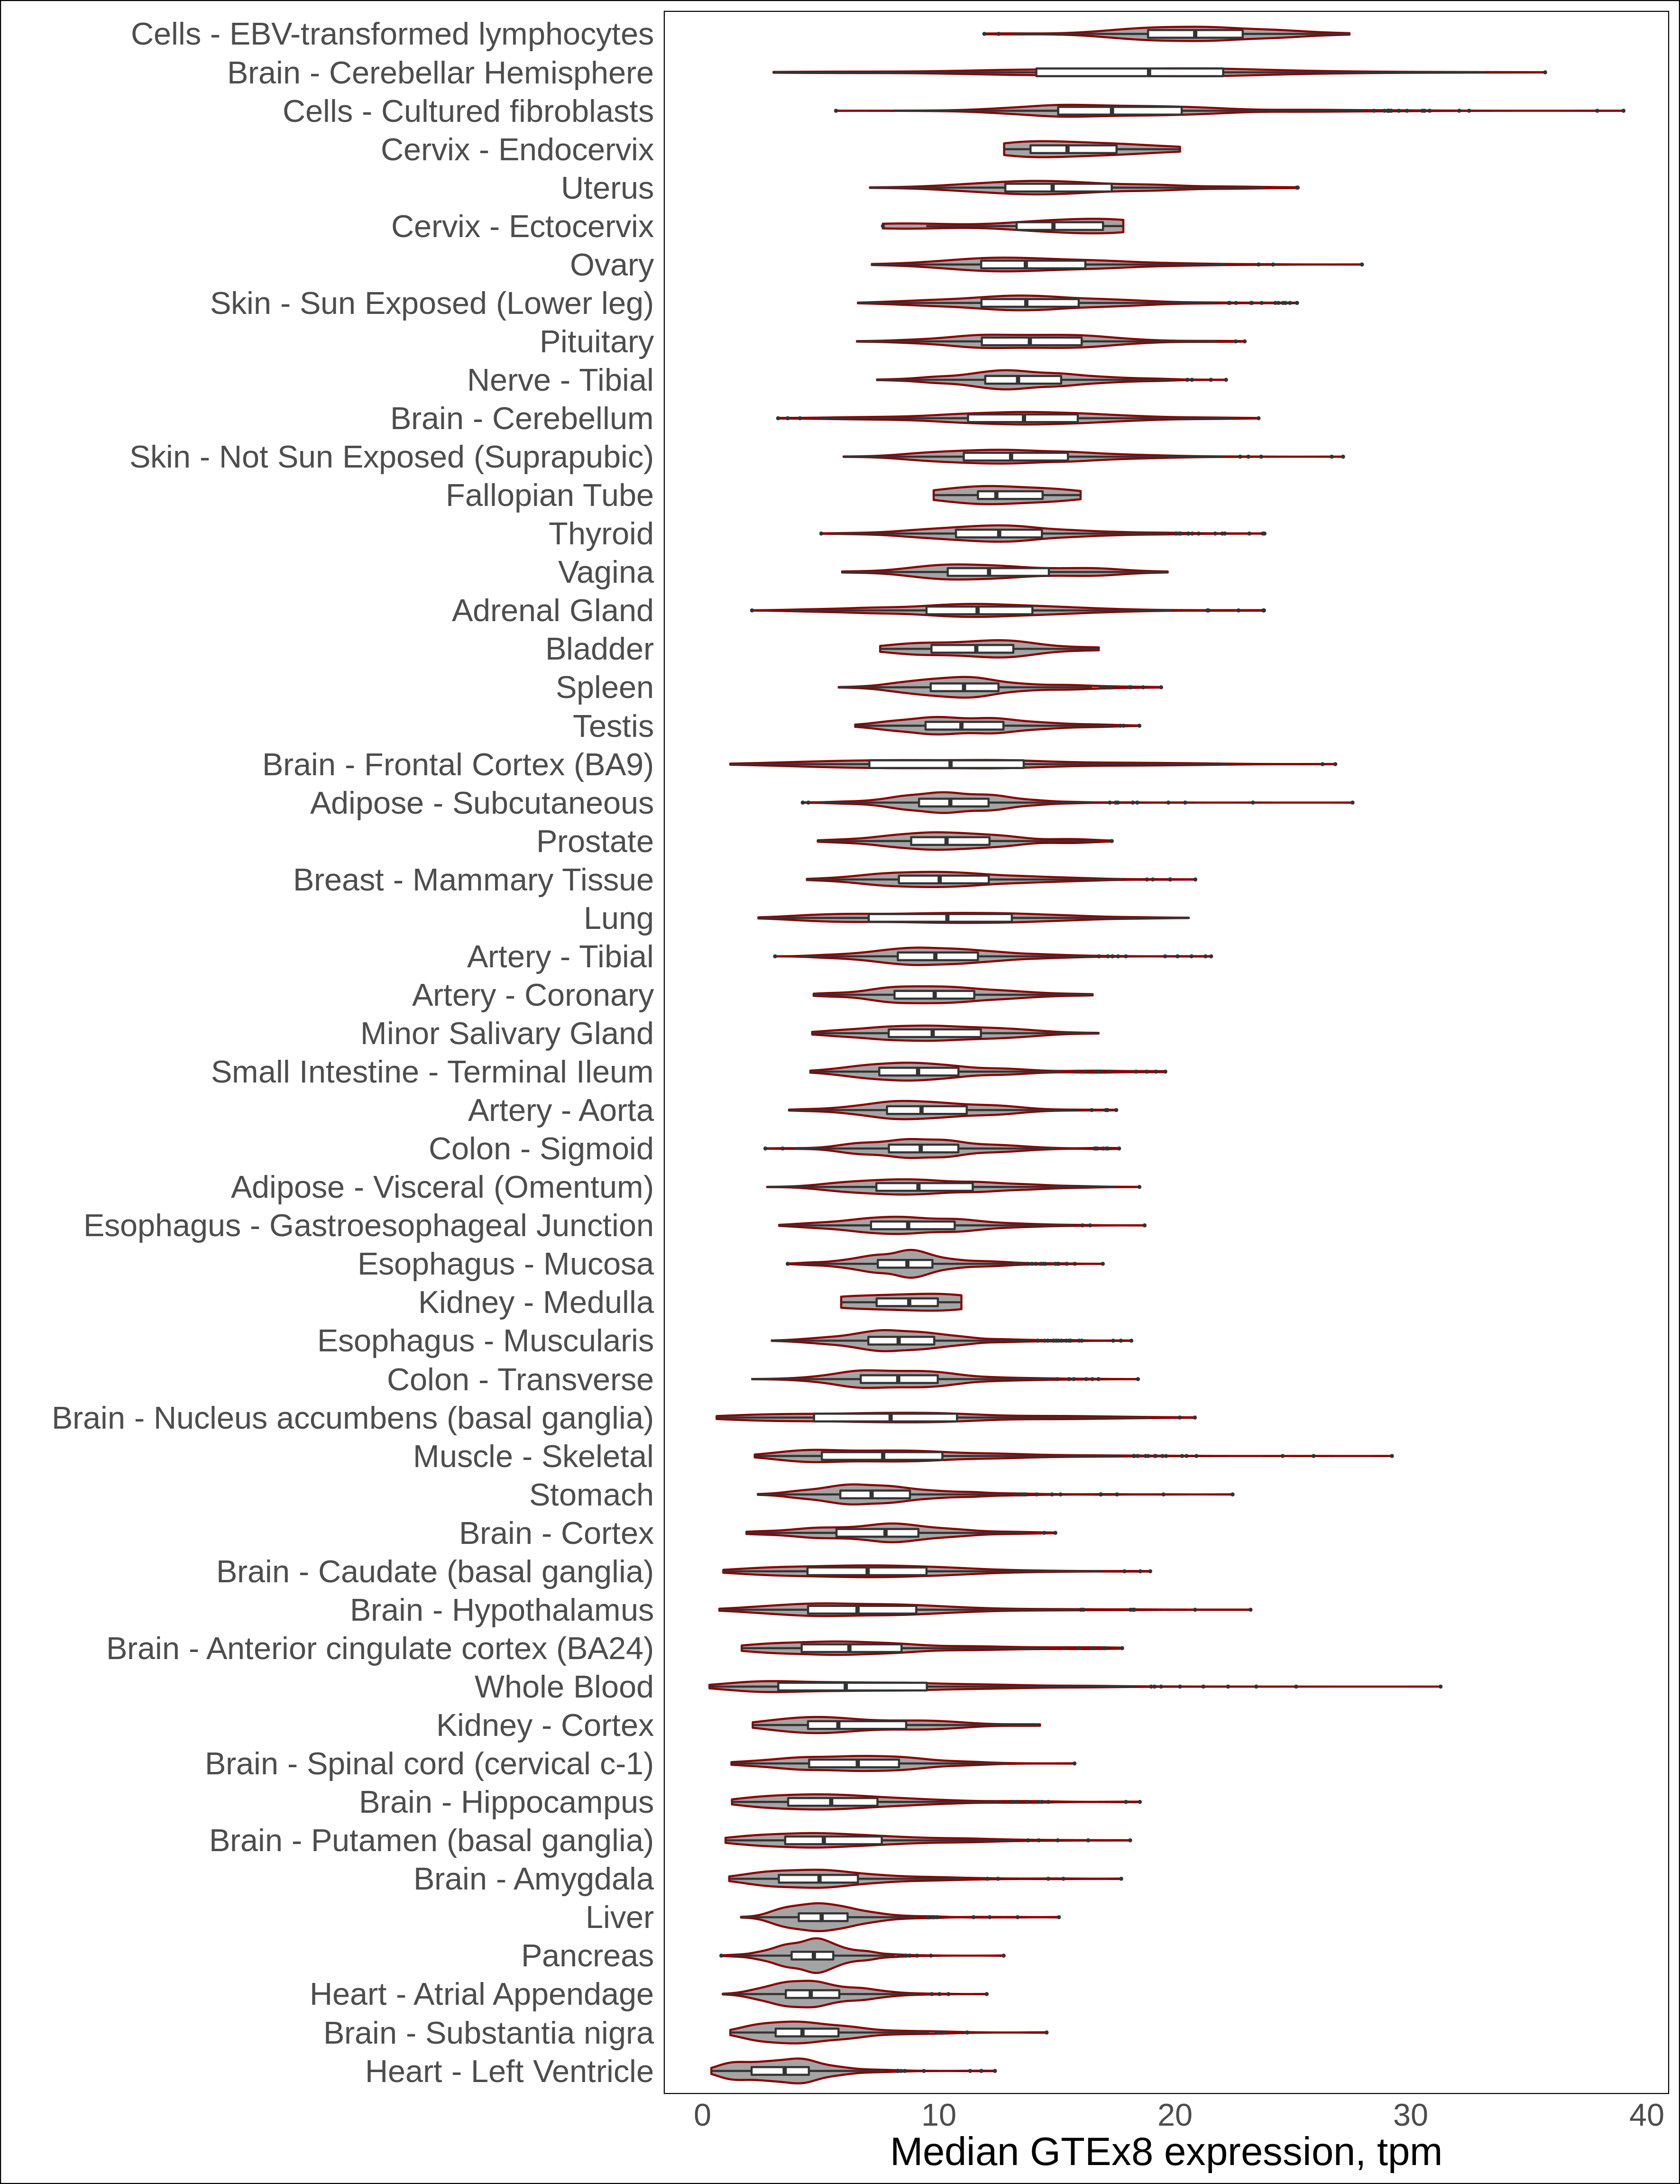 Cells - EBV-transformed lymphocytes
Brain - Cerebellar Hemisphere
Cells - Cultured fibroblasts
Cervix - Endocervix
Uterus
Cervix - Ectocervix
Ovary
Skin - Sun Exposed (Lower leg)
Pituitary
Nerve - Tibial
Brain - Cerebellum
Skin - Not Sun Exposed (Suprapubic)
Fallopian Tube
Thyroid
Vagina
Adrenal Gland
Bladder
Spleen
Testis
Brain - Frontal Cortex (BA9)
Adipose - Subcutaneous
Prostate
Breast - Mammary Tissue
Lung
Artery - Tibial
Artery - Coronary
Minor Salivary Gland
Small Intestine - Terminal Ileum
Artery - Aorta
Colon - Sigmoid
Adipose - Visceral (Omentum)
Esophagus - Gastroesophageal Junction
Esophagus - Mucosa
Kidney - Medulla
Esophagus - Muscularis
Colon - Transverse
Brain - Nucleus accumbens (basal ganglia)
Muscle - Skeletal
Stomach
Brain - Cortex
Brain - Caudate (basal ganglia)
Brain - Hypothalamus
Brain - Anterior cingulate cortex (BA24)
Whole Blood
Kidney - Cortex
Brain - Spinal cord (cervical c-1)
Brain - Hippocampus
Brain - Putamen (basal ganglia)
Brain - Amygdala
Liver
Pancreas
Heart - Atrial Appendage
Brain - Substantia nigra
Heart - Left Ventricle
0 10 20 30 40
Median GTEx8 expression, tpm